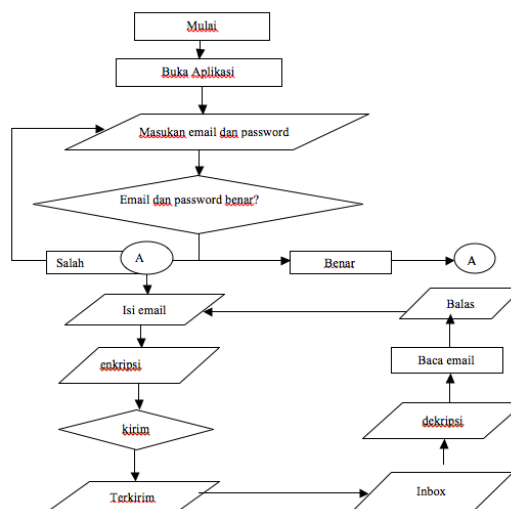 Mulai
Buka Aplikasi
Masukan email dan password
Email dan password benar?
Salah
A
Benar
A
Isi email
Balas
enkripsi
Baca email
kirim
dekripsi
Terkirim
Inbox